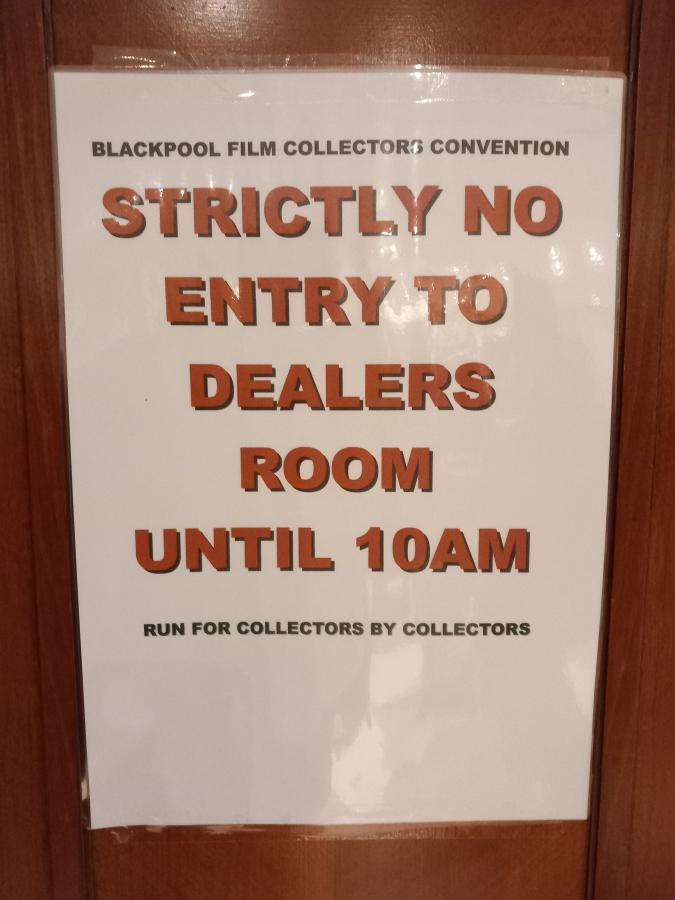 BLACKPOOL FILM COLLECTORS CONVENTION
STRICTLY NO
ENTRY TO
DEALERS
ROOM
UNTIL 10AM
RUN FOR COLLECTORS BY COLLECTORS